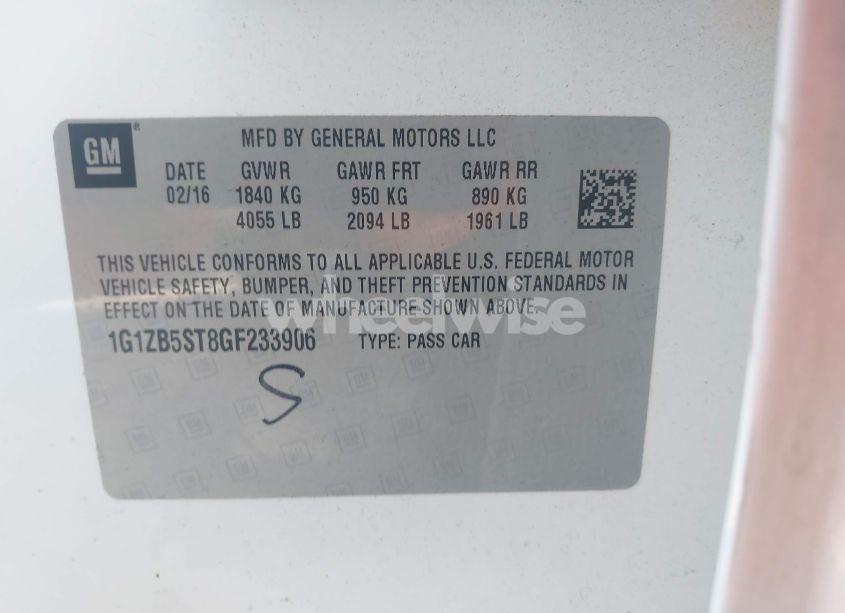 GM
MFD BY GENERAL MOTORS LLC
DATE GVWR GAWR FRT GAWR RR
02/16 1840 KG 950 KG 890 KG
4055 LB 2094 LB 1961 LB
THIS VEHICLE CONFORMS TO ALL APPLICABLE U.S. FEDERAL MOTOR
VEHICLE SAFETY, BUMPER, AND THEFT PREVENTION STANDARDS IN
EFFECT ON THE DATE OF MANUFACTURE SHOWN ABOVE.
wheelwise
1G1ZB5ST8GF233906 TYPE: PASS CAR
S